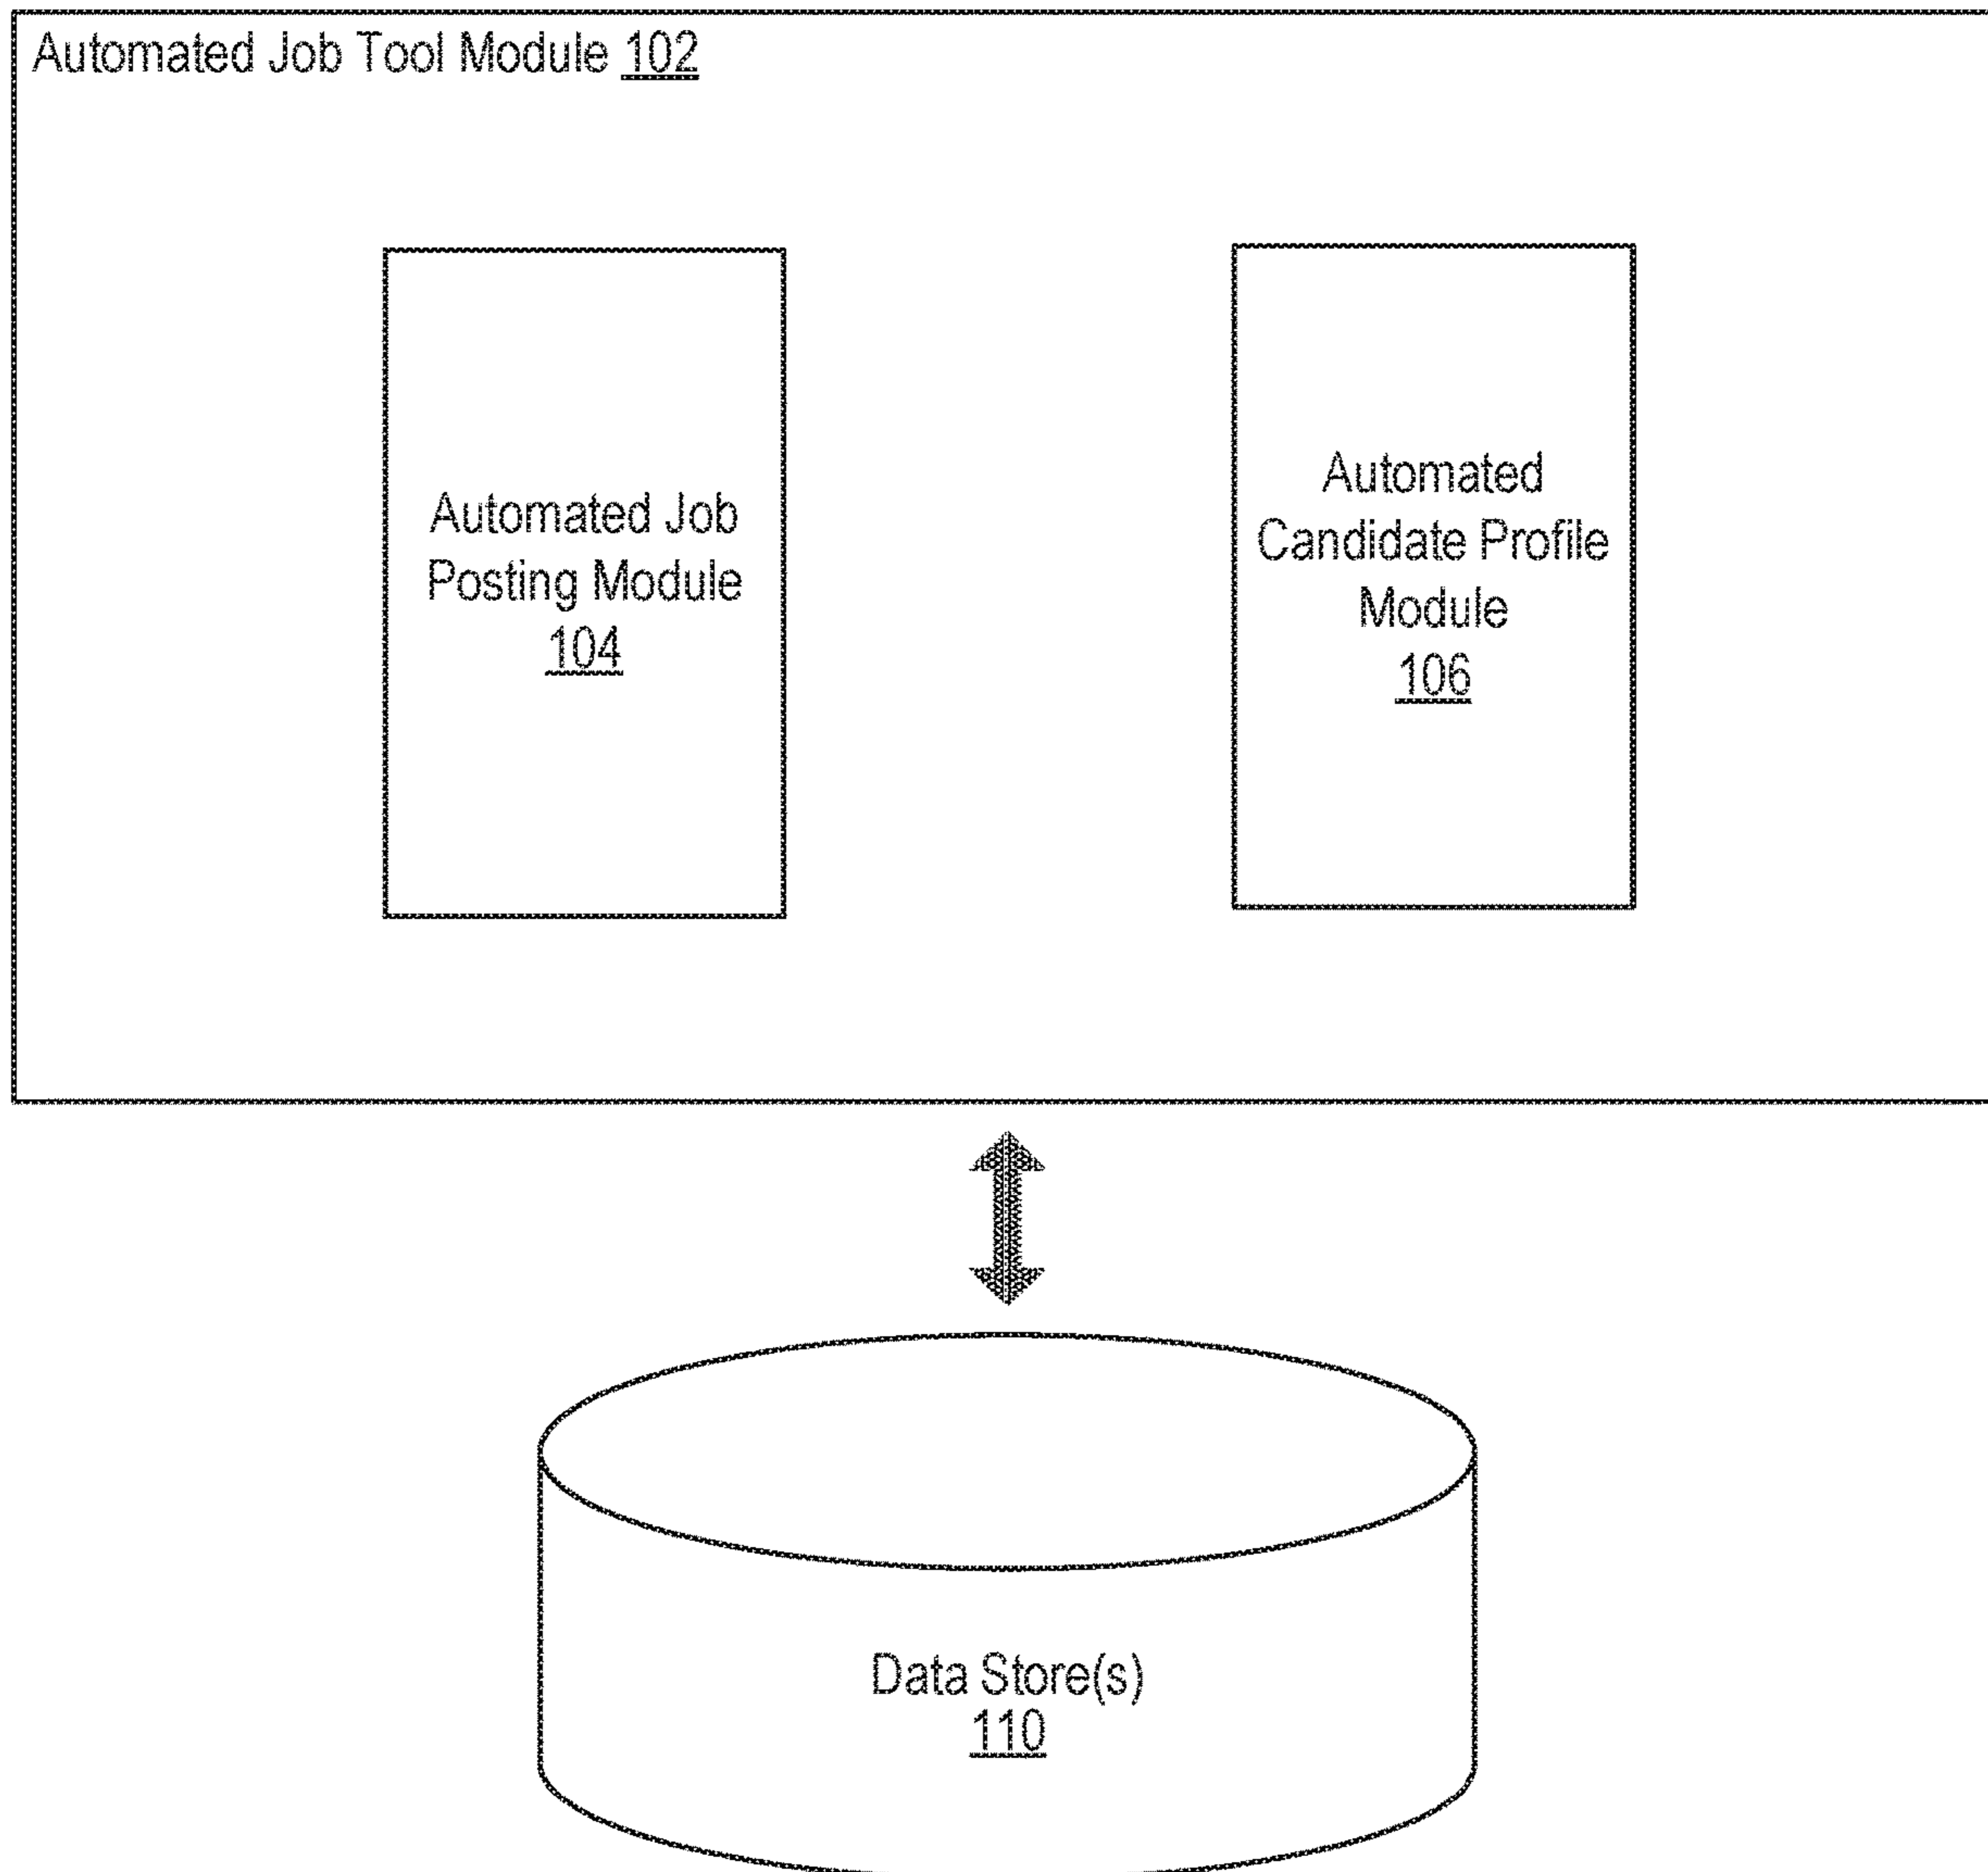 Automated Job Tool Module 102
Automated Job
Posting Module
104
Automated
Candidate Profile
Module
106
Data Store(s)
110